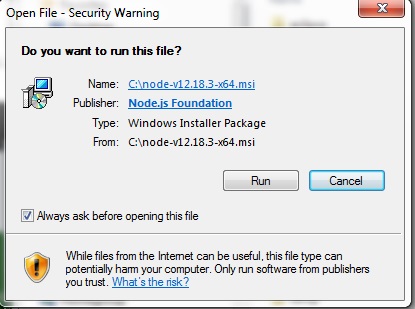 Open File - Security Warning
Do you want to run this file?
Name: C:\node-v12.18.3-x64.msi
Publisher: Node.js Foundation
Type: Windows Installer Package
From: C:\node-v12.18.3-x64.msi
Run Cancel
Always ask before opening this file
While files from the Internet can be useful, this file type can
potentially harm your computer. Only run software from publishers
you trust. What's the risk?